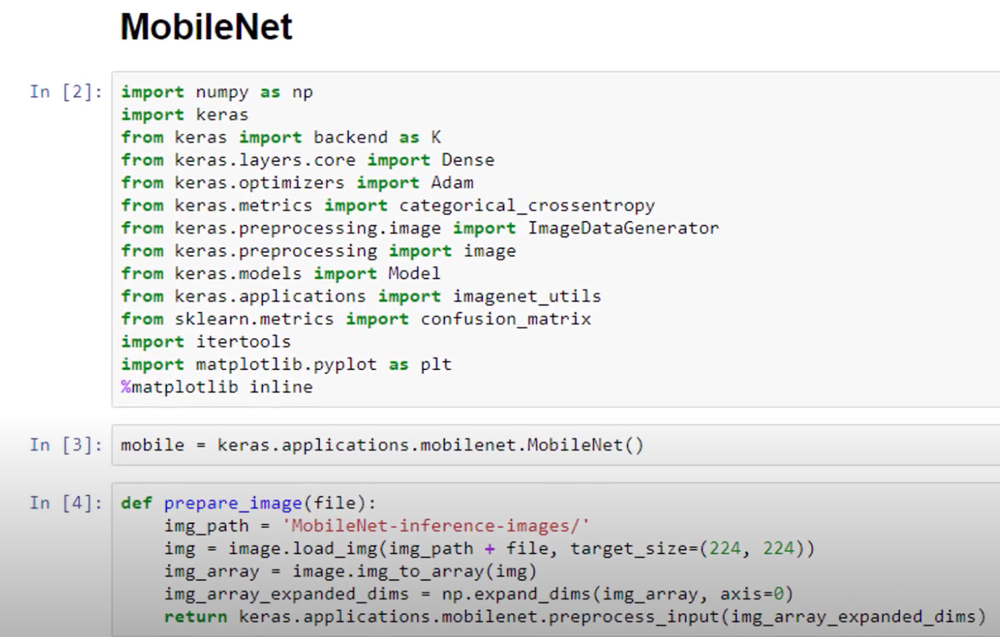 MobileNet
In [2]:
import numpy as np
import keras
from keras import backend as K
from keras.layers.core import Dense
from keras.optimizers import Adam
from keras.metrics import categorical_crossentropy
from keras.preprocessing.image import ImageDataGenerator
from keras.preprocessing import image
from keras.models import Model
from keras.applications import imagenet_utils
from sklearn.metrics import confusion_matrix
import itertools
import matplotlib.pyplot as plt
%matplotlib inline
In [3]:
mobile = keras.applications.mobilenet.MobileNet()
In [4]:
def prepare_image(file):
    img_path = 'MobileNet-inference-images/'
    img = image.load_img(img_path + file, target_size=(224, 224))
    img_array = image.img_to_array(img)
    img_array_expanded_dims = np.expand_dims(img_array, axis=0)
    return keras.applications.mobilenet.preprocess_input(img_array_expanded_dims)